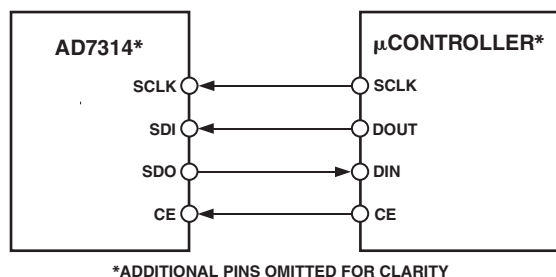 AD7314*
μCONTROLLER*
SCLK
SCLK
SDI
DOUT
SDO
DIN
CE
CE
*ADDITIONAL PINS OMITTED FOR CLARITY